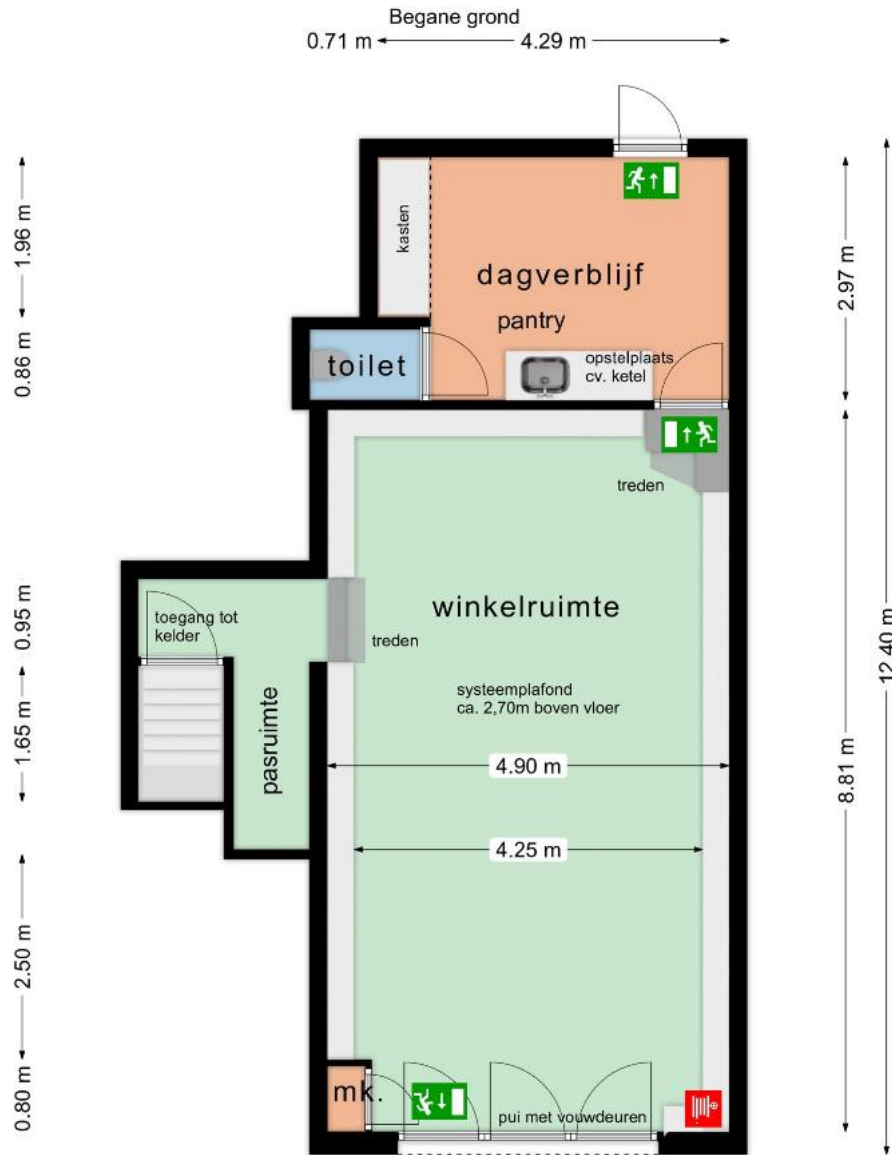 Begane grond
0.71 m
4.29 m
1.96 m
0.86 m
0.95 m
1.65 m
2.50 m
0.80 m
kasten
dagverblijf
pantry
toilet
opstelplaats
cv. ketel
2.97 m
treden
toegang tot
kelder
treden
winkelruimte
systeemplafond
ca. 2,70m boven vloer
pasruimte
4.90 m
4.25 m
8.81 m
12.40 m
mk.
pui met vouwdeuren